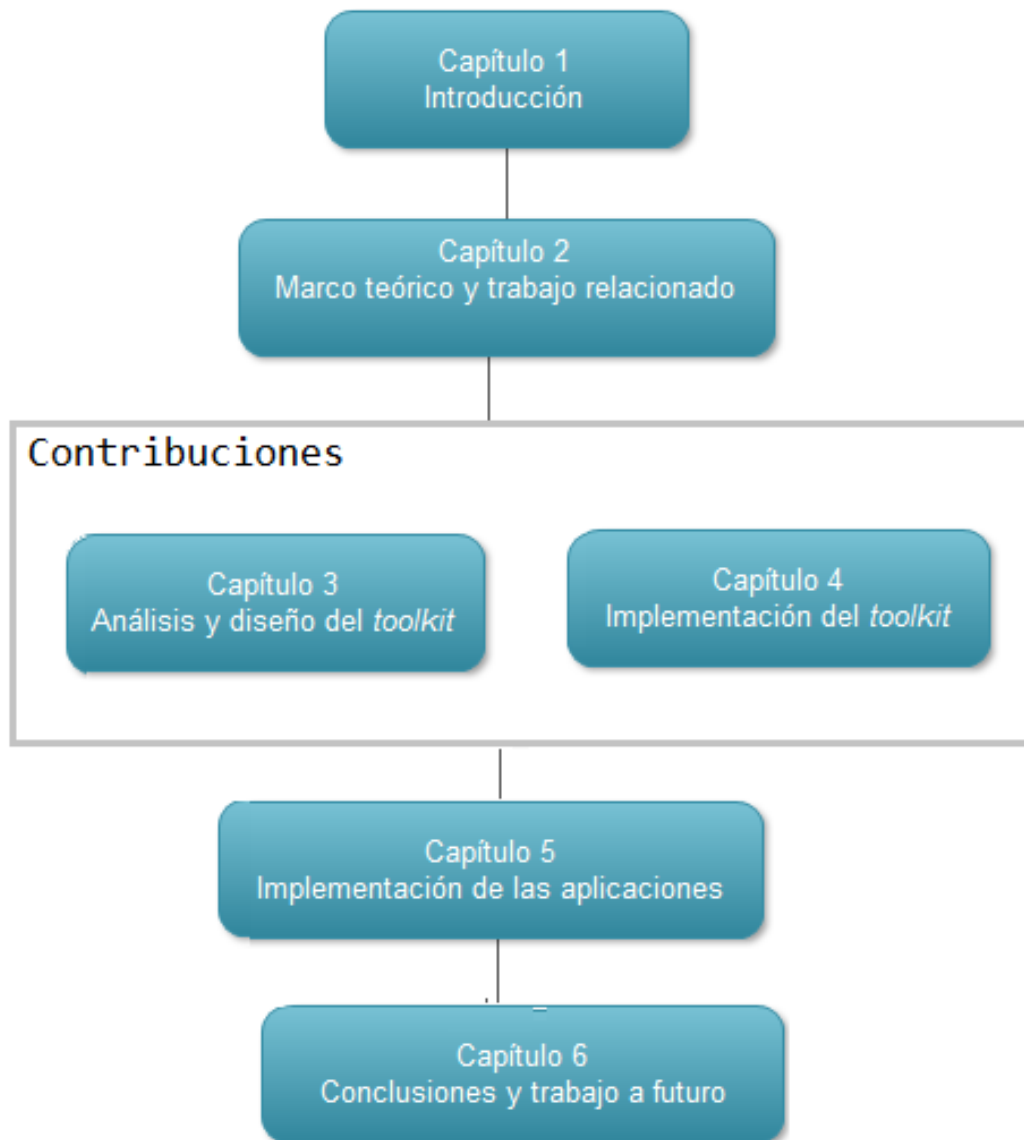 Capítulo 1
Introducción
Capítulo 2
Marco teórico y trabajo relacionado
Contribuciones
Capítulo 3
Análisis y diseño del toolkit
Capítulo 4
Implementación del toolkit
Capítulo 5
Implementación de las aplicaciones
Capítulo 6
Conclusiones y trabajo a futuro